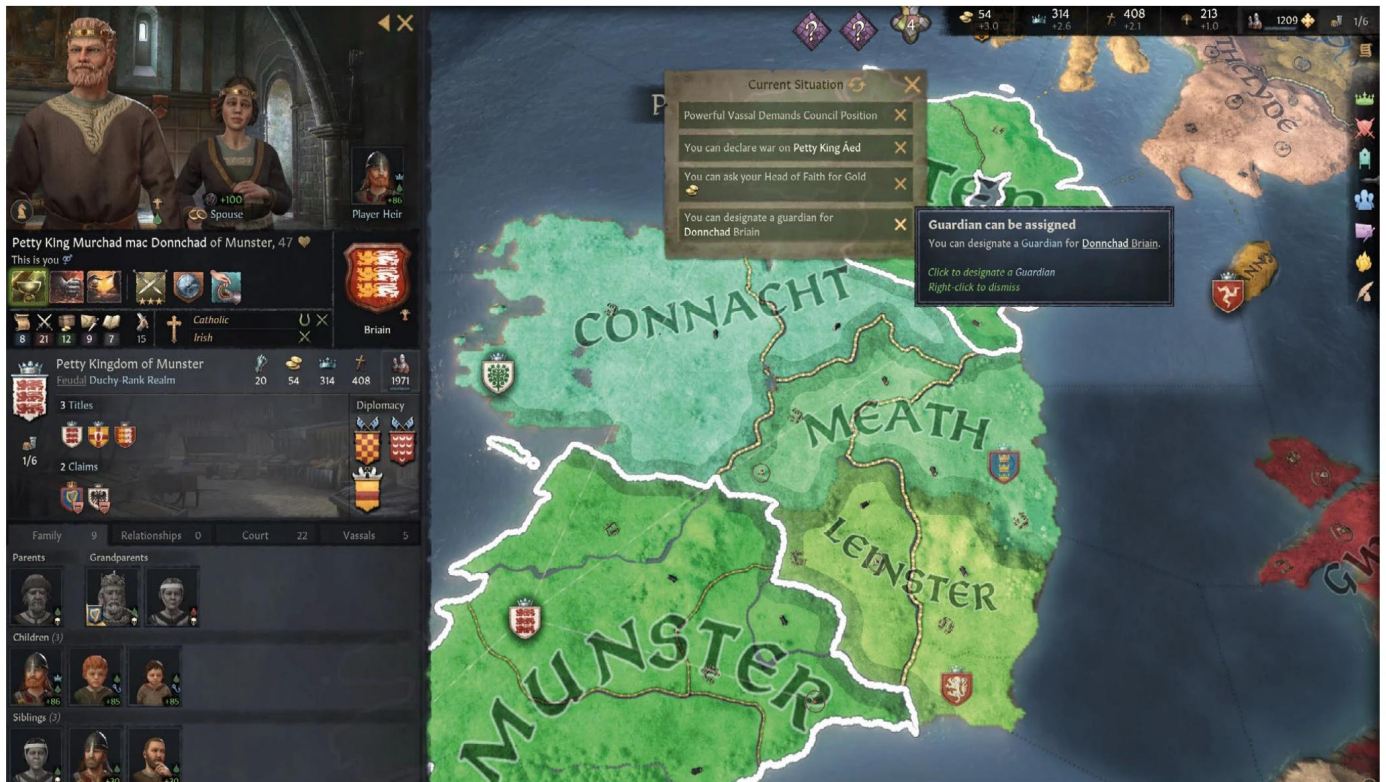 54
+3.0
314
+2.6
408
+2.1
213
+1.0
1209
1/6
? ? 4
Current Situation
Powerful Vassal Demands Council Position
You can declare war on Petty King Áed
You can ask your Head of Faith for Gold
You can designate a guardian for
Donnchad Briain
Guardian can be assigned
You can designate a Guardian for Donnchad Briain.
Click to designate a Guardian
Right-click to dismiss
+100
Spouse
+86
Player Heir
Petty King Murchad mac Donnchad of Munster, 47
This is you
8 21 12 9 7 15
Catholic
Irish
Briain
Petty Kingdom of Munster
Feudal Duchy-Rank Realm
20 54 314 408 1971
3 Titles
Diplomacy
1/6
2 Claims
Family 9 Relationships 0 Court 22 Vassals 5
Parents Grandparents
Children (3)
+86 +85 +85
Siblings (3)
CONNACHT
MEATH
LEINSTER
MUNSTER